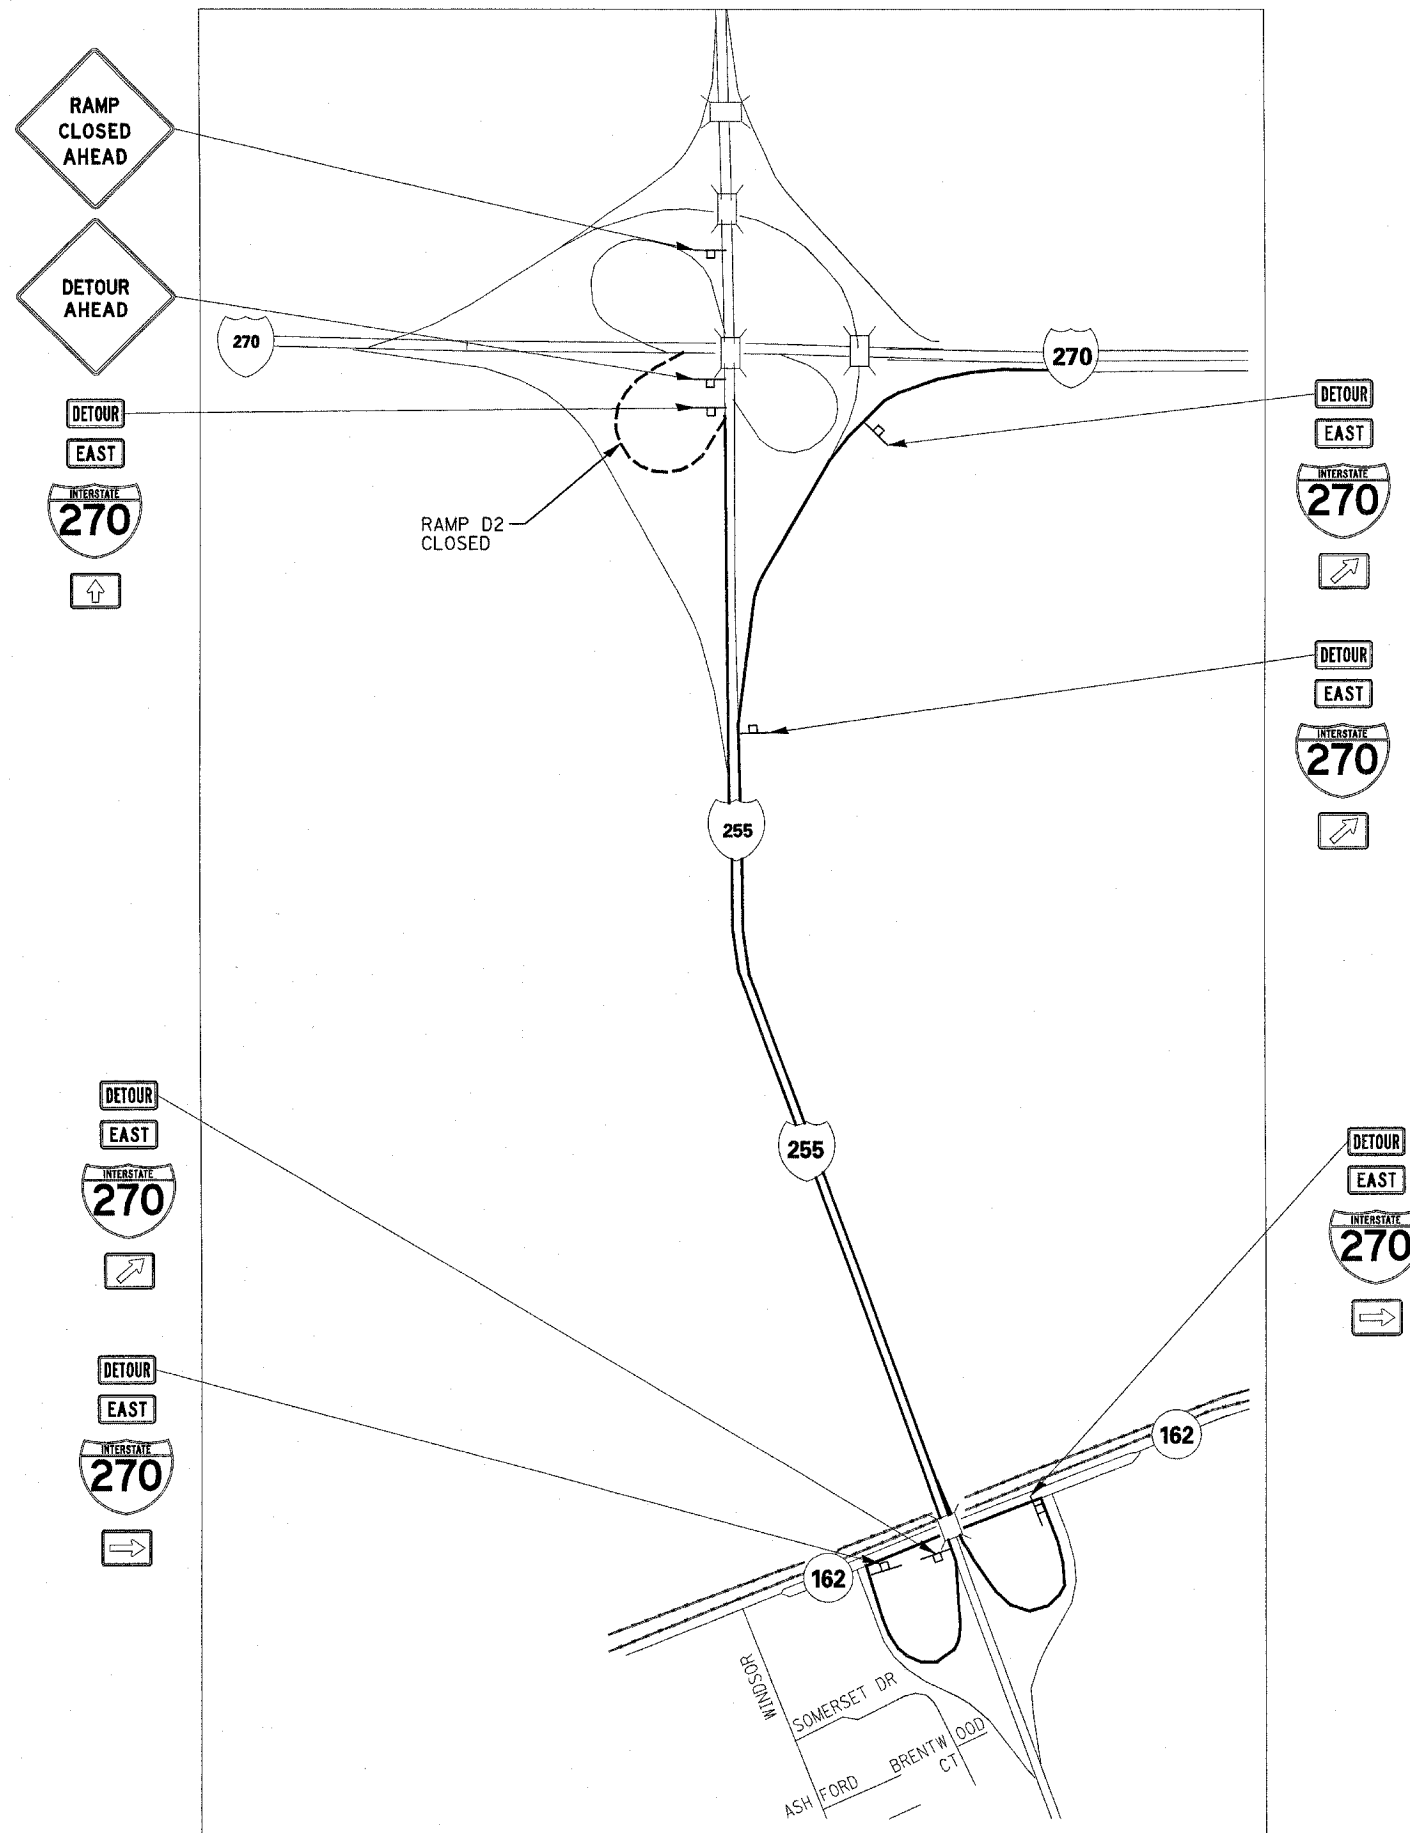 RAMP
CLOSED
AHEAD
DETOUR
AHEAD
270
270
DETOUR
EAST
INTERSTATE
270
DETOUR
EAST
INTERSTATE
270
RAMP D2
CLOSED
DETOUR
EAST
INTERSTATE
270
255
DETOUR
EAST
INTERSTATE
270
255
DETOUR
EAST
INTERSTATE
270
DETOUR
EAST
INTERSTATE
270
162
162
WINDSOR
SOMERSET DR
BRENTWOOD
CT
ASH FORD